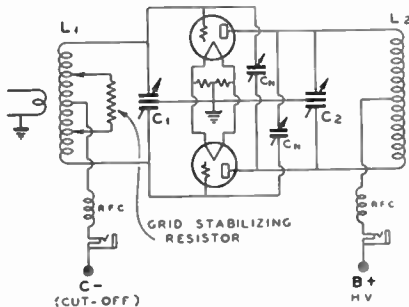 L1
L2
C1
CN
C2
CN
RFC
RFC
GRID STABILIZING
RESISTOR
C-
(CUT-OFF)
B+
HV